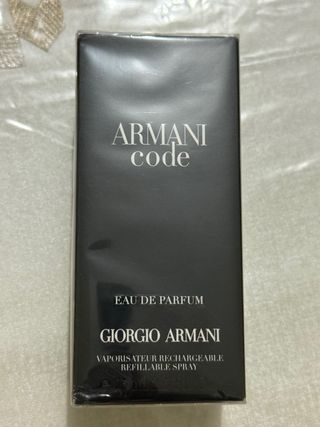 ARMANI
code
EAU DE PARFUM
GIORGIO ARMANI
VAPORISATEUR RECHARGEABLE
REFILLABLE SPRAY